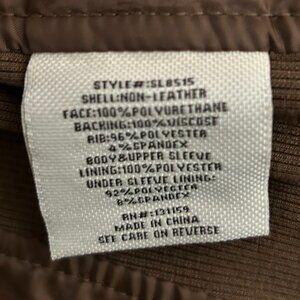 STYLE#:SL8515
SHELL:NON-LEATHER
FACE:100%POLYURETHANE
BACKING:100%VISCOSE
RIB:96%POLYESTER
4%SPANDEX
BODY&UPPER SLEEVE
LINING:100%POLYESTER
UNDER SLEEVE LINING:
92%POLYESTER
8%SPANDEX
RN#:131159
MADE IN CHINA
SEE CARE ON REVERSE